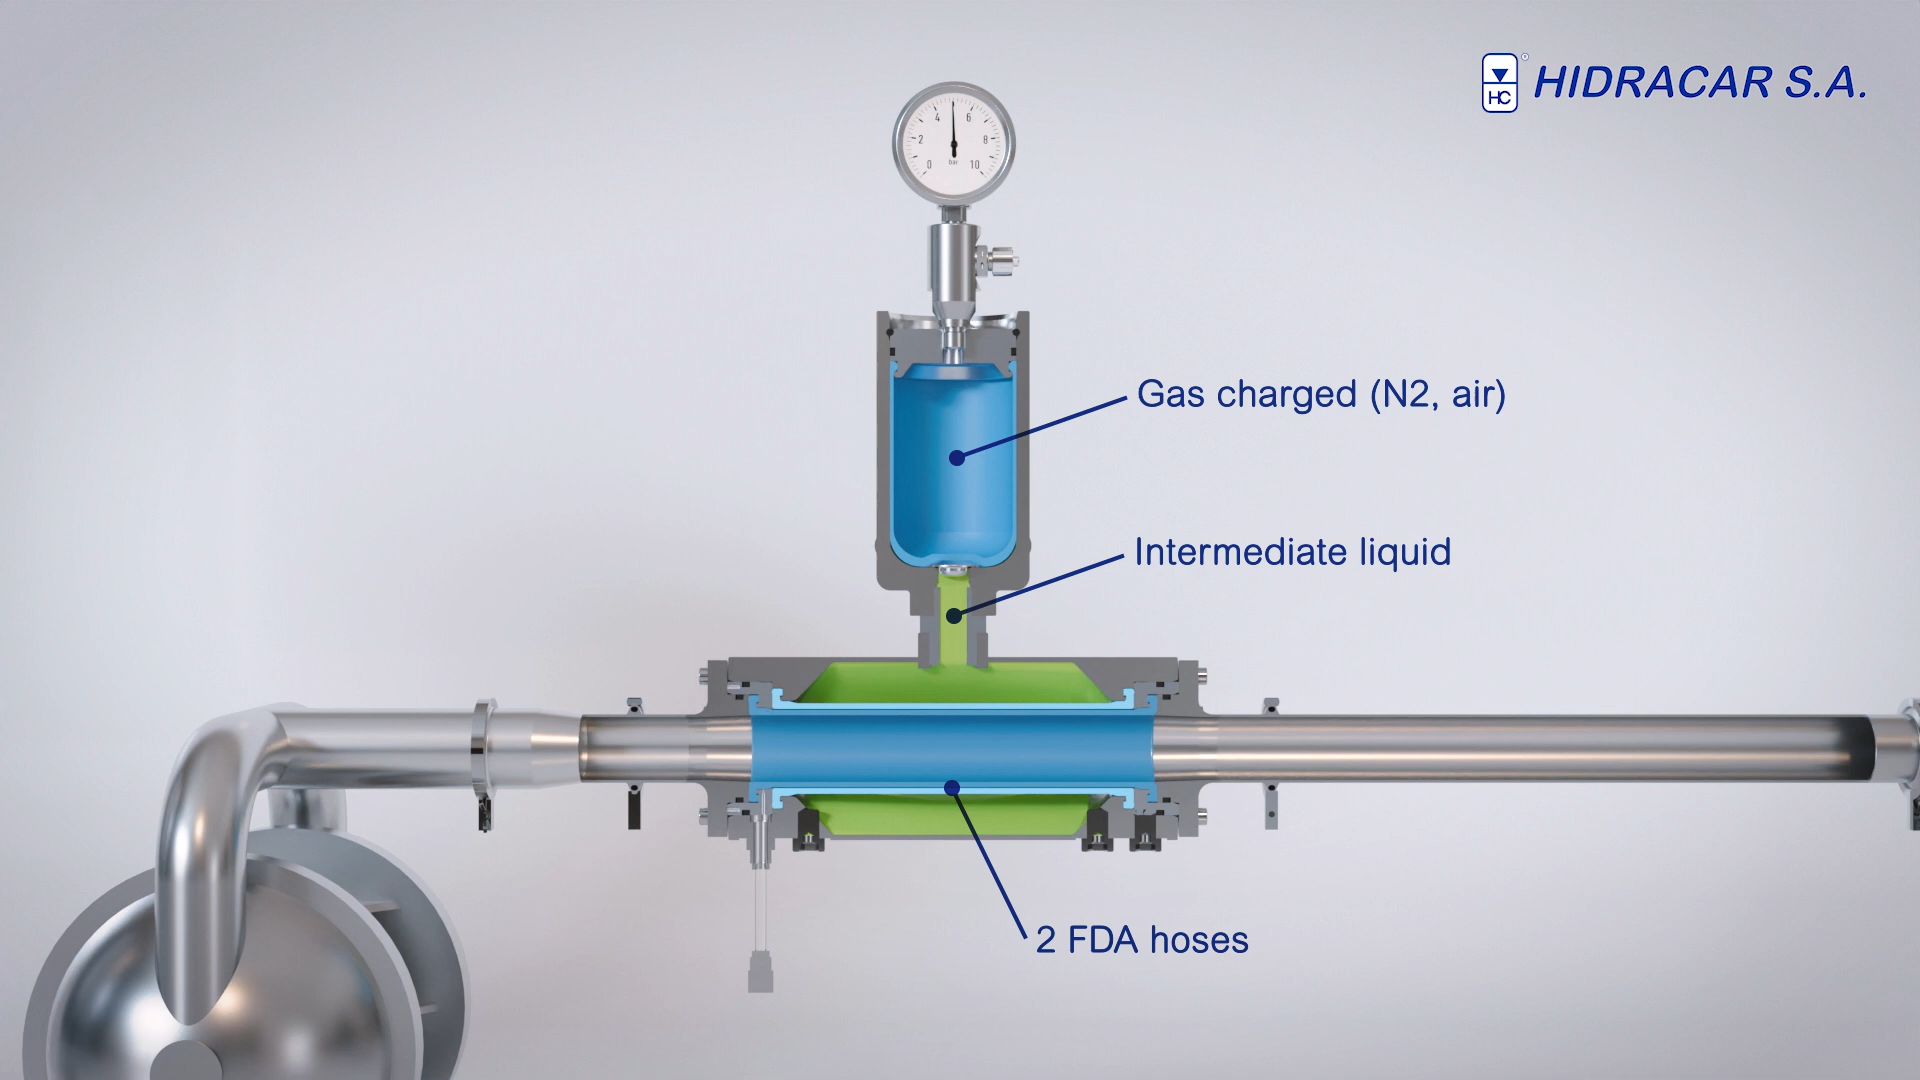 HC
HIDRACAR S.A.
0 2 4 6 8 10
bar
Gas charged (N2, air)
Intermediate liquid
2 FDA hoses